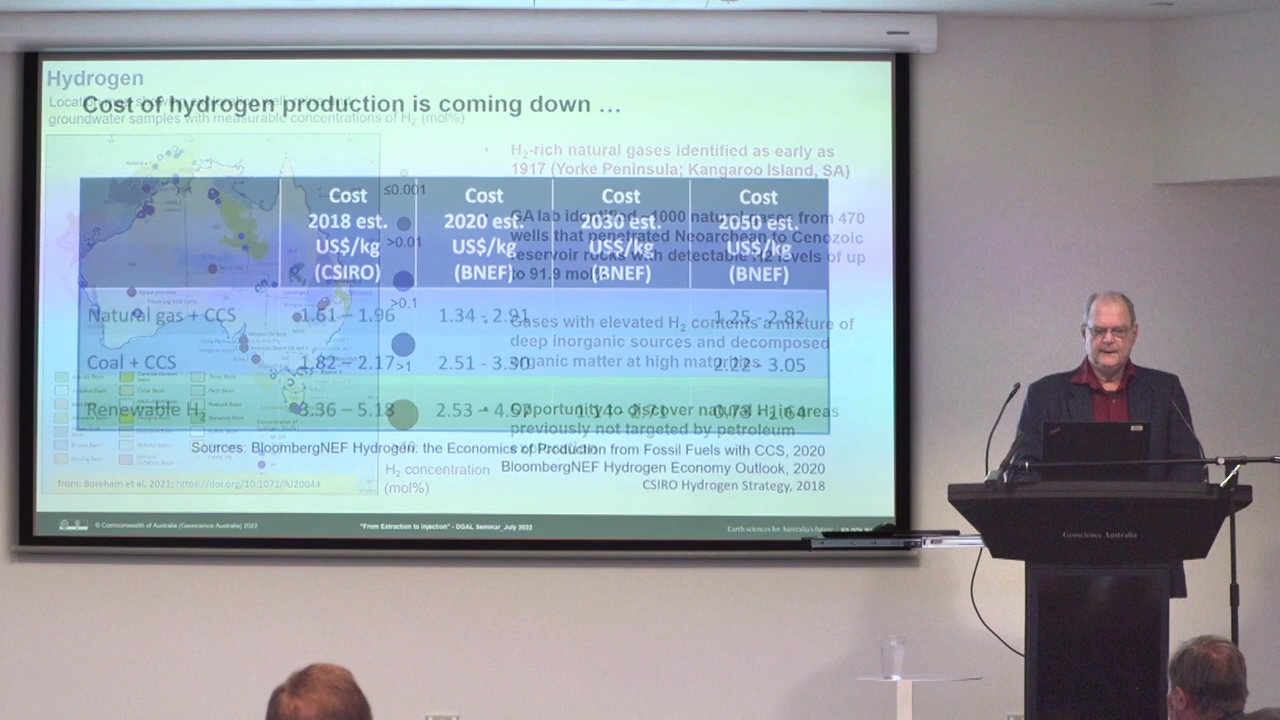 Hydrogen
Cost of hydrogen production is coming down …
groundwater samples with measurable concentrations of H₂ (mol%)
H₂-rich natural gases identified as early as
1917 (Yorke Peninsula; Kangaroo Island, SA)
Cost
2018 est.
US$/kg
(CSIRO)
Cost
2020 est.
US$/kg
(BNEF)
Cost
2030 est.
US$/kg
(BNEF)
Cost
2050 est.
US$/kg
(BNEF)
≤0.001
>0.01
>0.1
>1
GA lab identified 1000 natural gases from 470
wells that penetrated Neoarchean to Cenozoic
reservoir rocks with detectable H2 levels of up
to 91.9 mol%
Natural gas + CCS 1.61 – 1.96 1.34 - 2.91 1.25 - 2.82
Gases with elevated H₂ contents a mixture of
deep inorganic sources and decomposed
organic matter at high maturities
Coal + CCS 1.82 – 2.17 2.51 - 3.30 2.22 - 3.05
Renewable H₂ 3.36 – 5.18 2.53 - 4.57 1.14 - 2.71 0.73 - 1.64
Opportunity to discover natural H₂ in areas
previously not targeted by petroleum
Sources: BloombergNEF Hydrogen: the Economics of Production from Fossil Fuels with CCS, 2020
BloombergNEF Hydrogen Economy Outlook, 2020
CSIRO Hydrogen Strategy, 2018
H₂ concentration
(mol%)
from: Boreham et al, 2021; https://doi.org/10.1071/AJ20044
© Commonwealth of Australia (Geoscience Australia) 2022
"From Extraction to Injection" - DGAL Seminar_July 2022
Earth sciences for Australia's future
Geoscience Australia